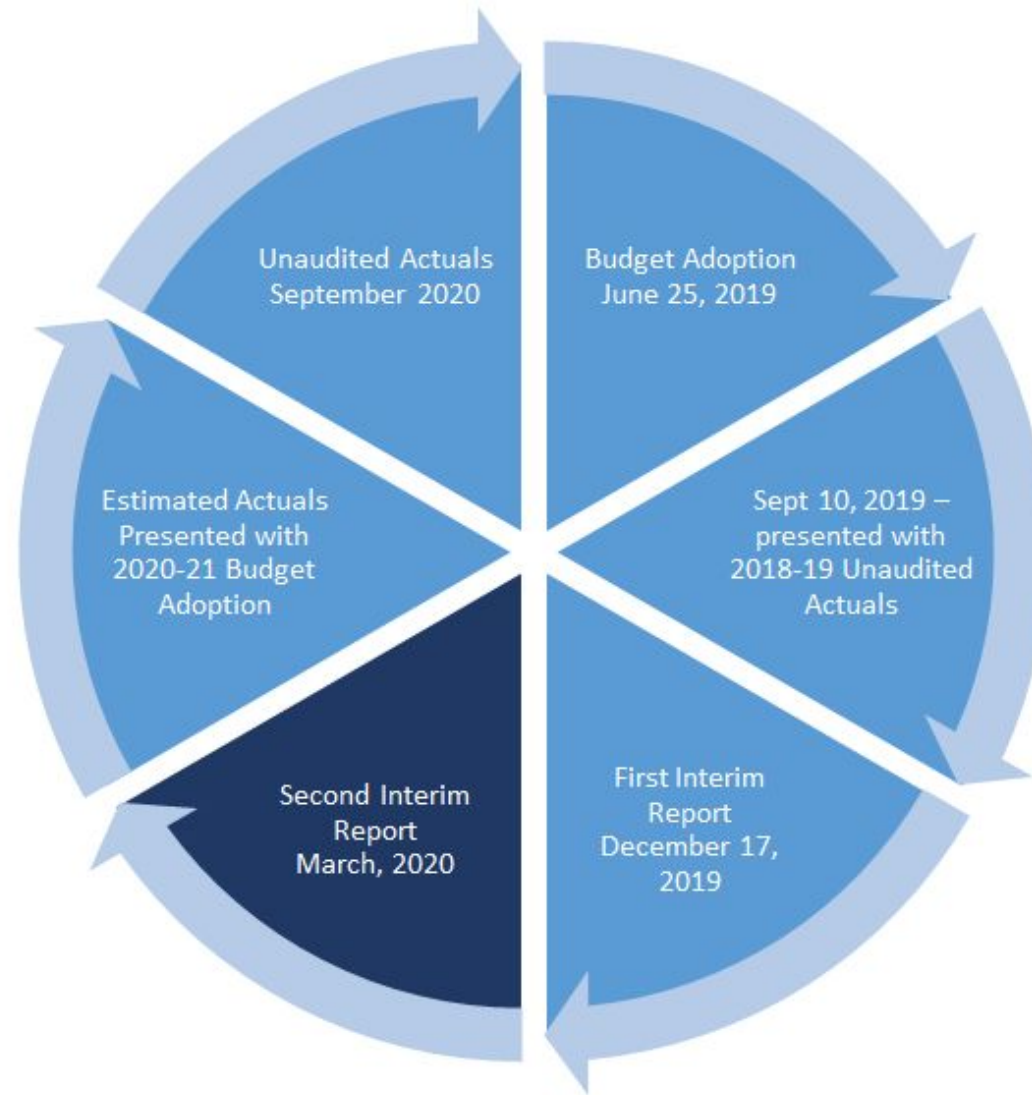 Budget Adoption
June 25, 2019
Sept 10, 2019 –
presented with
2018-19 Unaudited
Actuals
First Interim
Report
December 17,
2019
Second Interim
Report
March, 2020
Estimated Actuals
Presented with
2020-21 Budget
Adoption
Unaudited Actuals
September 2020